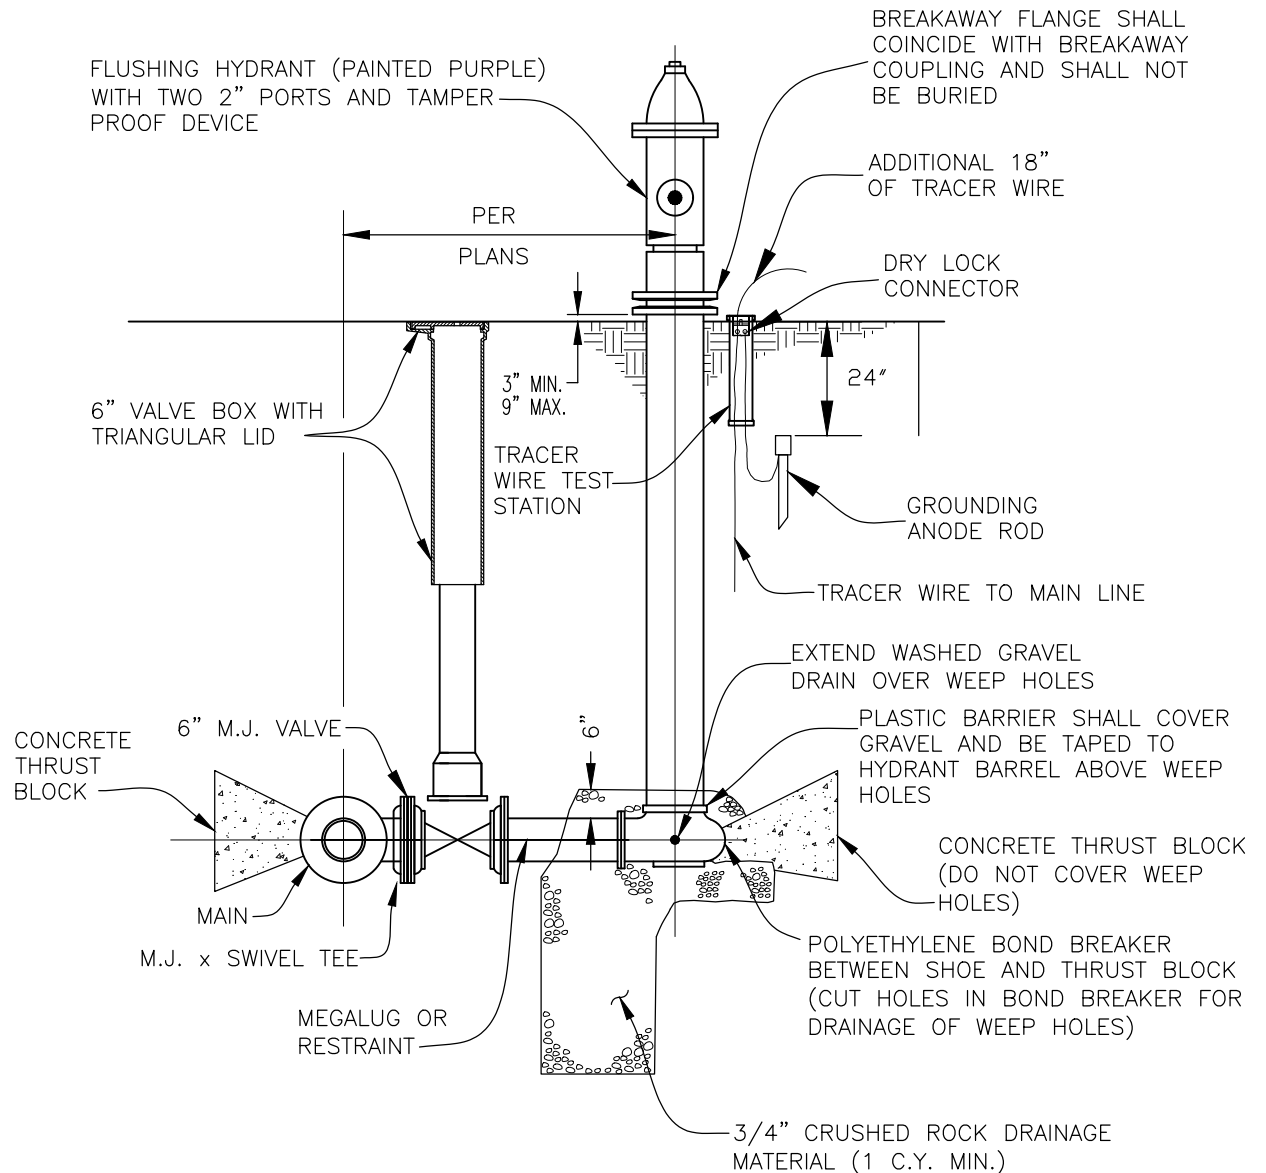 BREAKAWAY FLANGE SHALL
COINCIDE WITH BREAKAWAY
COUPLING AND SHALL NOT
BE BURIED
FLUSHING HYDRANT (PAINTED PURPLE)
WITH TWO 2" PORTS AND TAMPER
PROOF DEVICE
ADDITIONAL 18"
OF TRACER WIRE
PER
PLANS
DRY LOCK
CONNECTOR
3" MIN.
9" MAX.
24"
6" VALVE BOX WITH
TRIANGULAR LID
TRACER
WIRE TEST
STATION
GROUNDING
ANODE ROD
TRACER WIRE TO MAIN LINE
EXTEND WASHED GRAVEL
DRAIN OVER WEEP HOLES
6" M.J. VALVE
6"
PLASTIC BARRIER SHALL COVER
GRAVEL AND BE TAPED TO
HYDRANT BARREL ABOVE WEEP
HOLES
CONCRETE
THRUST
BLOCK
CONCRETE THRUST BLOCK
(DO NOT COVER WEEP
HOLES)
MAIN
M.J. x SWIVEL TEE
POLYETHYLENE BOND BREAKER
BETWEEN SHOE AND THRUST BLOCK
(CUT HOLES IN BOND BREAKER FOR
DRAINAGE OF WEEP HOLES)
MEGALUG OR
RESTRAINT
3/4" CRUSHED ROCK DRAINAGE
MATERIAL (1 C.Y. MIN.)